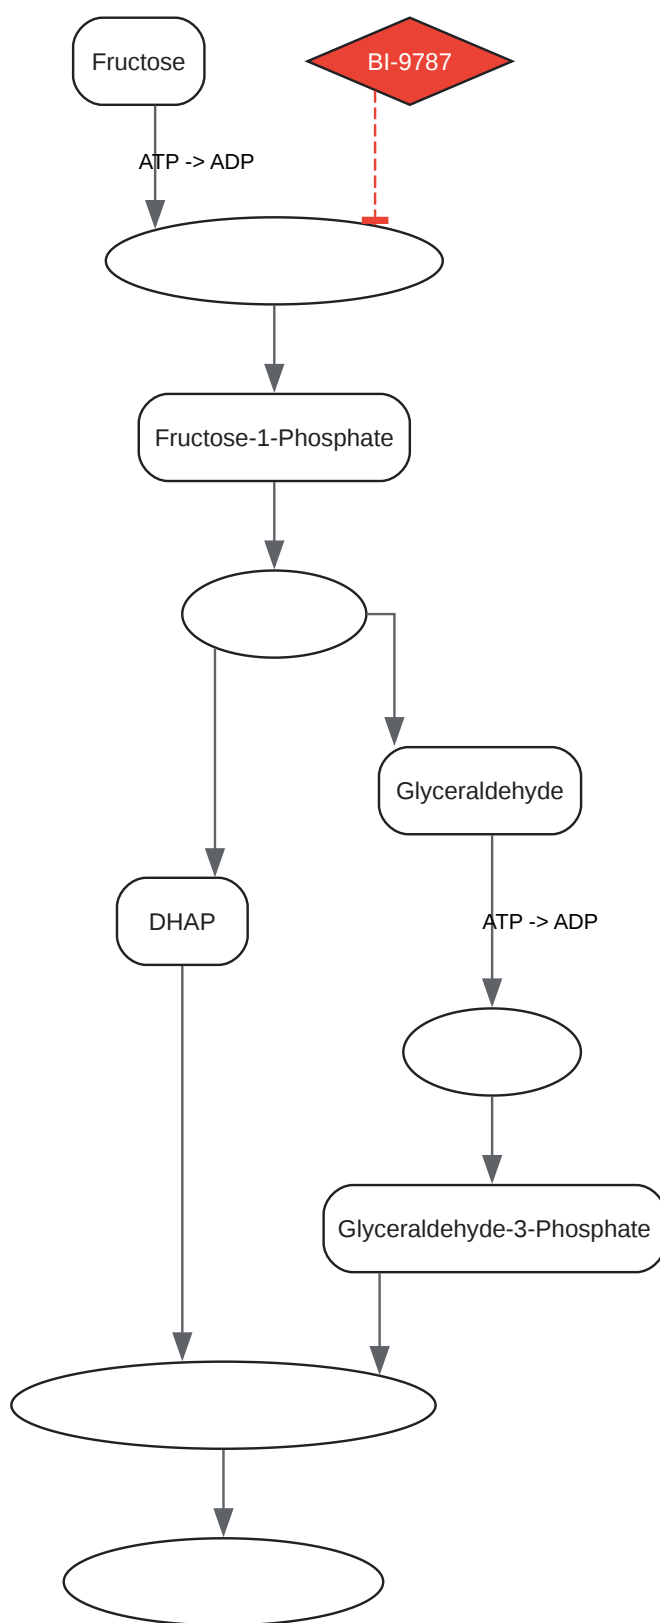 Fructose
BI-9787
ATP -> ADP
Fructose-1-Phosphate
Glyceraldehyde
DHAP
ATP -> ADP
Glyceraldehyde-3-Phosphate